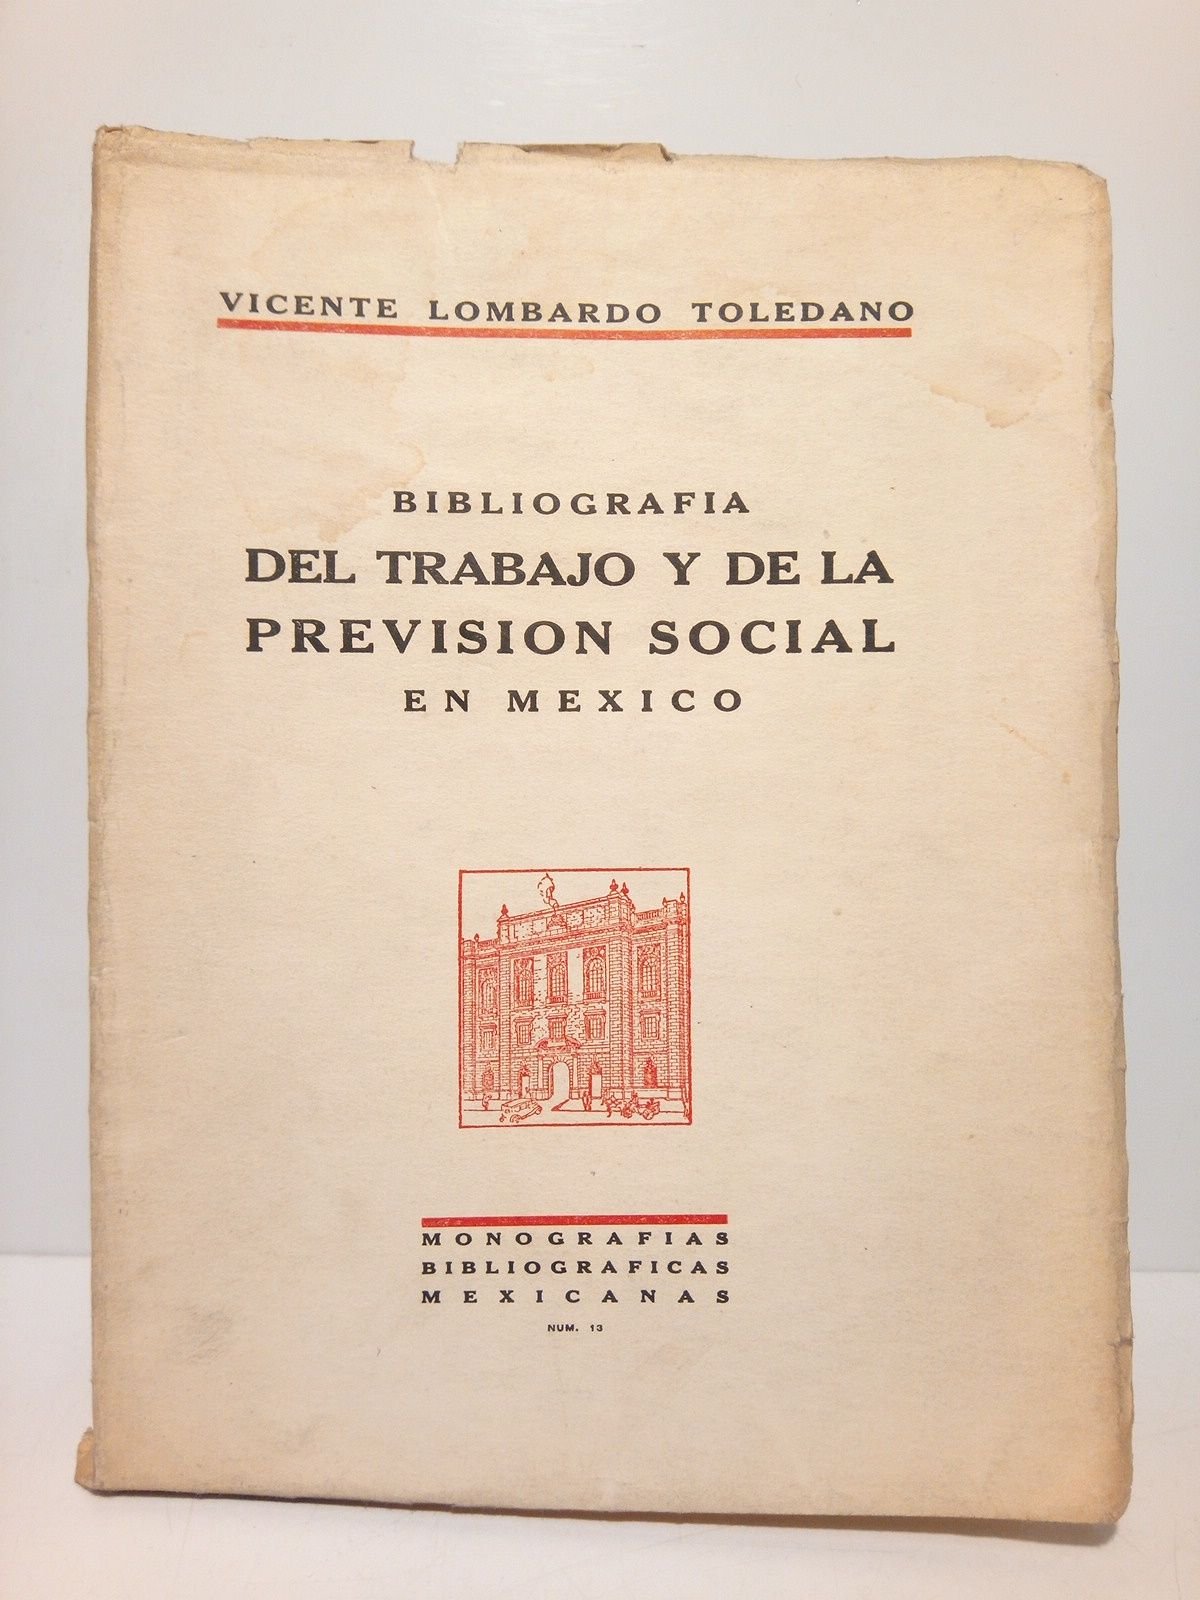 VICENTE LOMBARDO TOLEDANO
BIBLIOGRAFIA
DEL TRABAJO Y DE LA
PREVISION SOCIAL
EN MEXICO
MONOGRAFIAS
BIBLIOGRAFICAS
MEXICANAS
NUM. 13